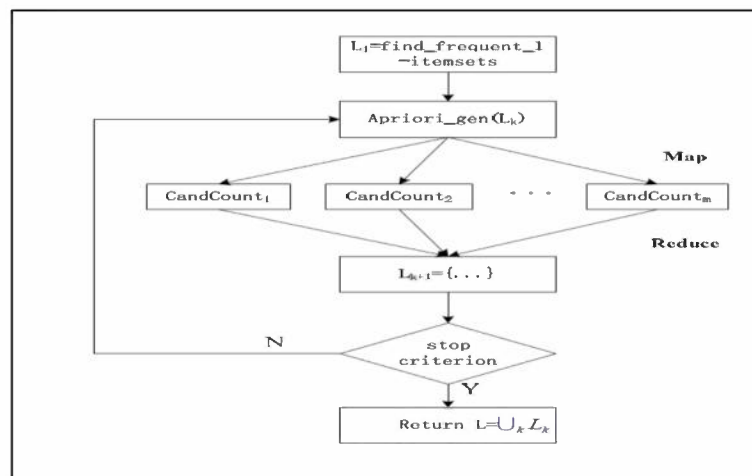 L₁=find_frequent_1
-itemsets
Apriori_gen(Lₖ)
Map
CandCount₁ CandCount₂ · · · CandCountₘ
Reduce
Lₖ₊₁={...}
N
stop
criterion
Y
Return L=⋃ₖ Lₖ